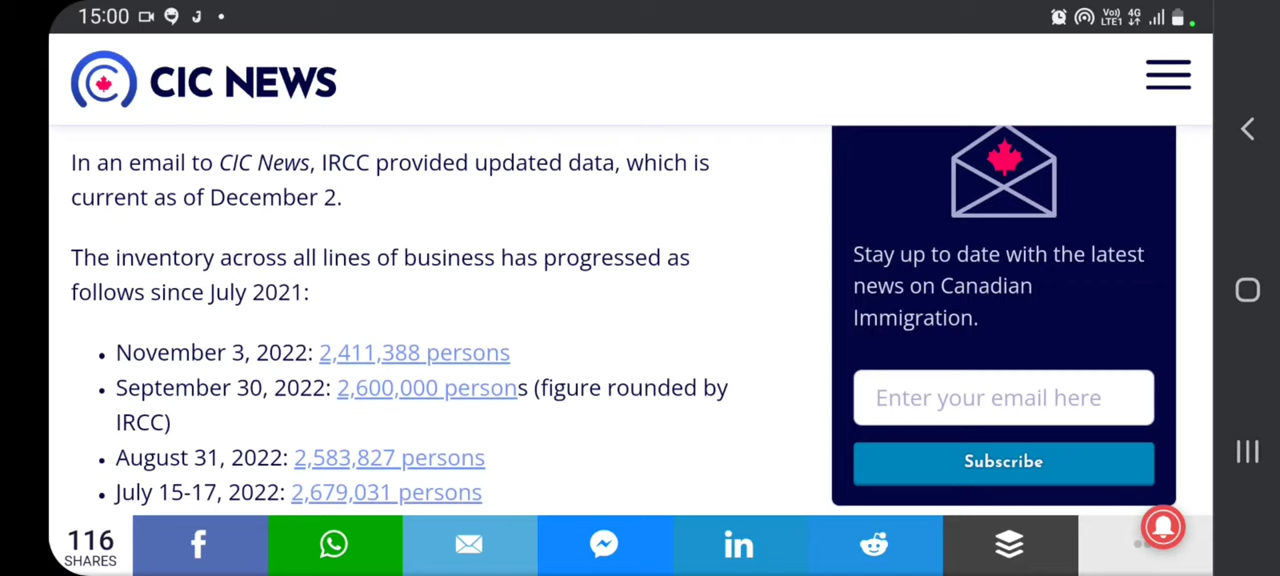 15:00
Vo) 4G
LTE1
CIC NEWS
In an email to CIC News, IRCC provided updated data, which is
current as of December 2.
The inventory across all lines of business has progressed as
follows since July 2021:
• November 3, 2022: 2,411,388 persons
• September 30, 2022: 2,600,000 persons (figure rounded by
IRCC)
• August 31, 2022: 2,583,827 persons
• July 15-17, 2022: 2,679,031 persons
Stay up to date with the latest
news on Canadian
Immigration.
Enter your email here
Subscribe
116
SHARES